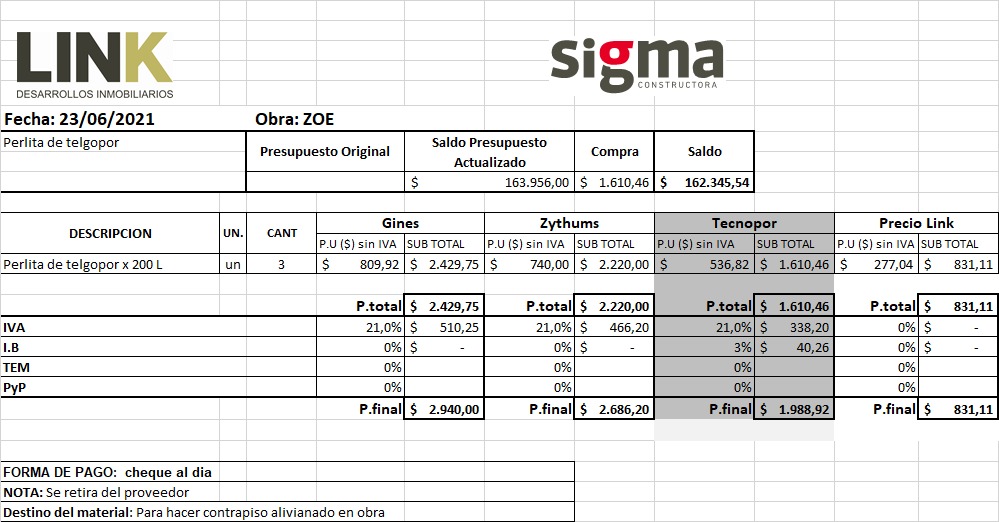 LINK
DESARROLLOS INMOBILIARIOS
sigma
CONSTRUCTORA
Fecha: 23/06/2021 Obra: ZOE
Perlita de telgopor
Presupuesto Original Saldo Presupuesto Actualizado Compra Saldo
$ 163.956,00 $ 1.610,46 $ 162.345,54
DESCRIPCION UN. CANT Gines Zythums Tecnopor Precio Link
P.U ($) sin IVA SUB TOTAL P.U ($) sin IVA SUB TOTAL P.U ($) sin IVA SUB TOTAL P.U ($) sin IVA SUB TOTAL
Perlita de telgopor x 200 L un 3 $ 809,92 $ 2.429,75 $ 740,00 $ 2.220,00 $ 536,82 $ 1.610,46 $ 277,04 $ 831,11
P.total $ 2.429,75 P.total $ 2.220,00 P.total $ 1.610,46 P.total $ 831,11
IVA 21,0% $ 510,25 21,0% $ 466,20 21,0% $ 338,20 0% $ -
I.B 0% $ - 0% $ - 3% $ 40,26 0% $ -
TEM 0% 0% 0% 0%
PyP 0% 0% 0% 0%
P.final $ 2.940,00 P.final $ 2.686,20 P.final $ 1.988,92 P.final $ 831,11
FORMA DE PAGO: cheque al dia
NOTA: Se retira del proveedor
Destino del material: Para hacer contrapiso alivianado en obra